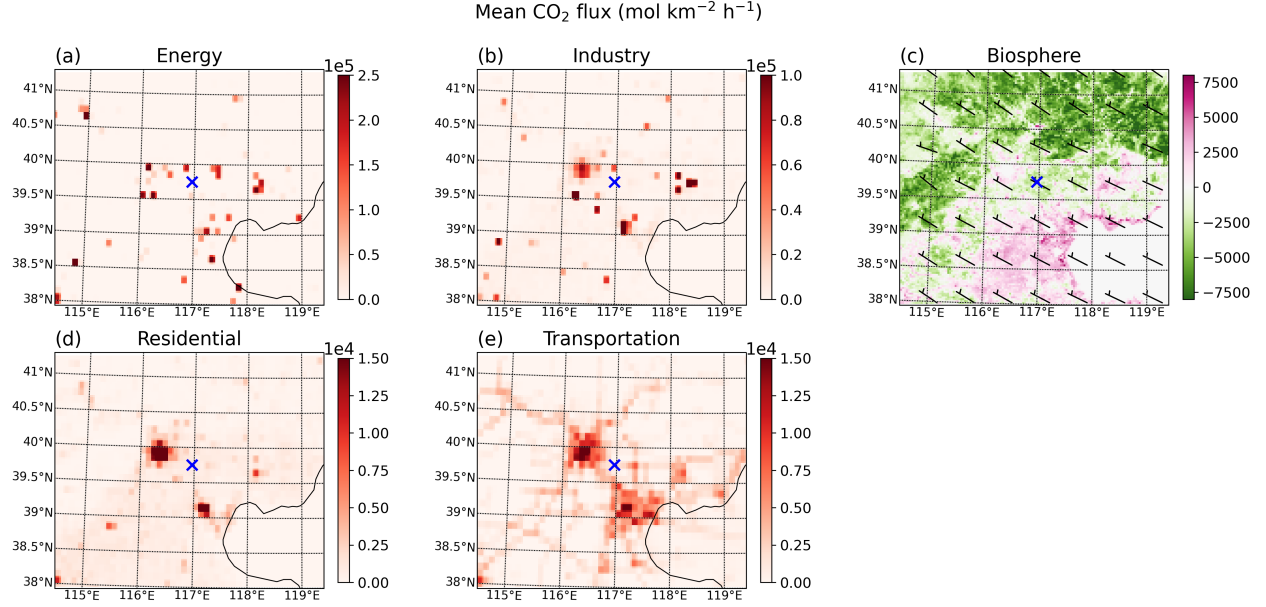 Mean CO₂ flux (mol km⁻² h⁻¹)
(a) Energy
1e5
41°N
40.5°N
40°N
39.5°N
39°N
38.5°N
38°N
115°E 116°E 117°E 118°E 119°E
2.5
2.0
1.5
1.0
0.5
0.0
(b) Industry
1e5
41°N
40.5°N
40°N
39.5°N
39°N
38.5°N
38°N
115°E 116°E 117°E 118°E 119°E
1.0
0.8
0.6
0.4
0.2
0.0
(c) Biosphere
41°N
40.5°N
40°N
39.5°N
39°N
38.5°N
38°N
115°E 116°E 117°E 118°E 119°E
7500
5000
2500
0
−2500
−5000
−7500
(d) Residential
1e4
41°N
40.5°N
40°N
39.5°N
39°N
38.5°N
38°N
115°E 116°E 117°E 118°E 119°E
1.50
1.25
1.00
0.75
0.50
0.25
0.00
(e) Transportation
1e4
41°N
40.5°N
40°N
39.5°N
39°N
38.5°N
38°N
115°E 116°E 117°E 118°E 119°E
1.50
1.25
1.00
0.75
0.50
0.25
0.00